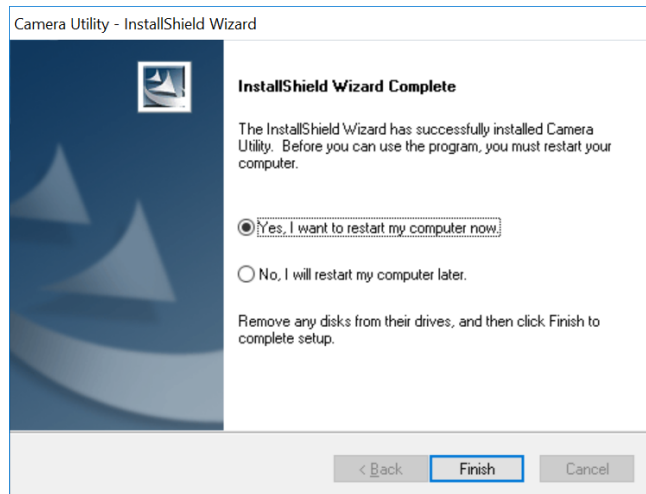 Camera Utility - InstallShield Wizard
InstallShield Wizard Complete
The InstallShield Wizard has successfully installed Camera
Utility.  Before you can use the program, you must restart your
computer.
Yes, I want to restart my computer now.
No, I will restart my computer later.
Remove any disks from their drives, and then click Finish to
complete setup.
< Back
Finish
Cancel